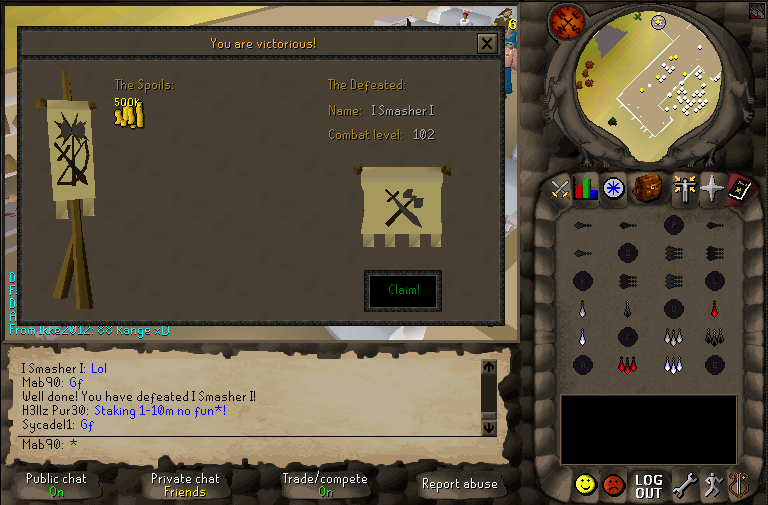 You are victorious!
The Spoils:
500K
The Defeated:
Name: I Smasher I
Combat level: 102
Claim!
From Ikke2412: 88 Range xD
I Smasher I: Lol
Mab90: Gf
Well done! You have defeated I Smasher I!
H3llz Pur30: Staking 1-10m no fun*!
Sycadel1: Gf
Mab90: *
Public chat
On
Private chat
Friends
Trade/compete
On
Report abuse
LOG
OUT